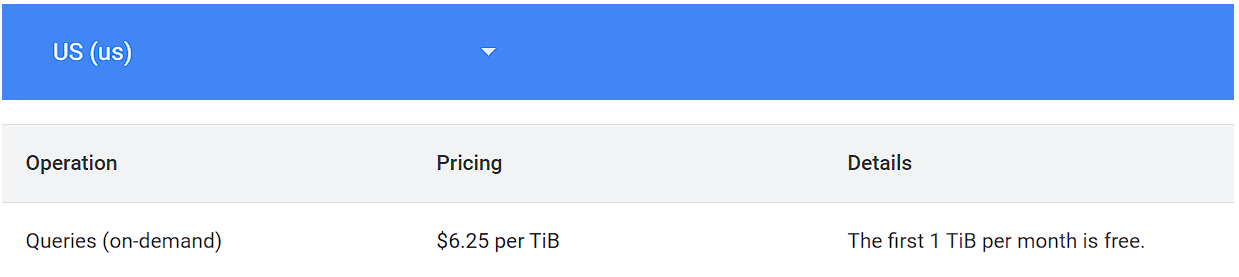 US (us)
Operation Pricing Details
Queries (on-demand) $6.25 per TiB The first 1 TiB per month is free.